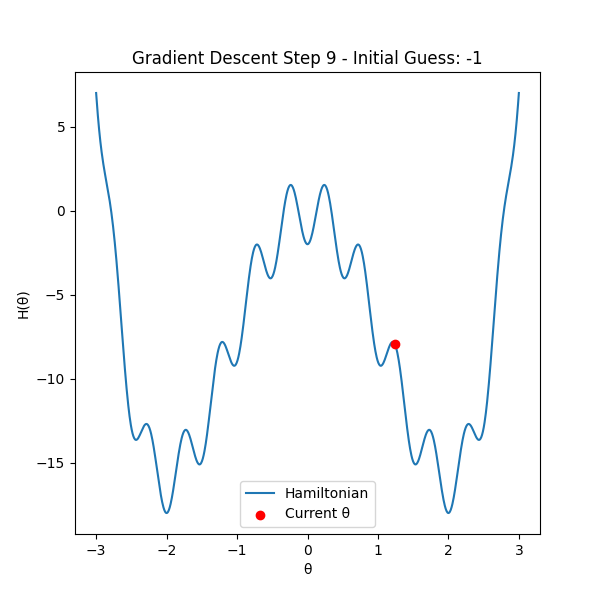 Gradient Descent Step 9 - Initial Guess: -1
H(θ)
5
0
−5
−10
−15
Hamiltonian
Current θ
−3 −2 −1 0 1 2 3
θ